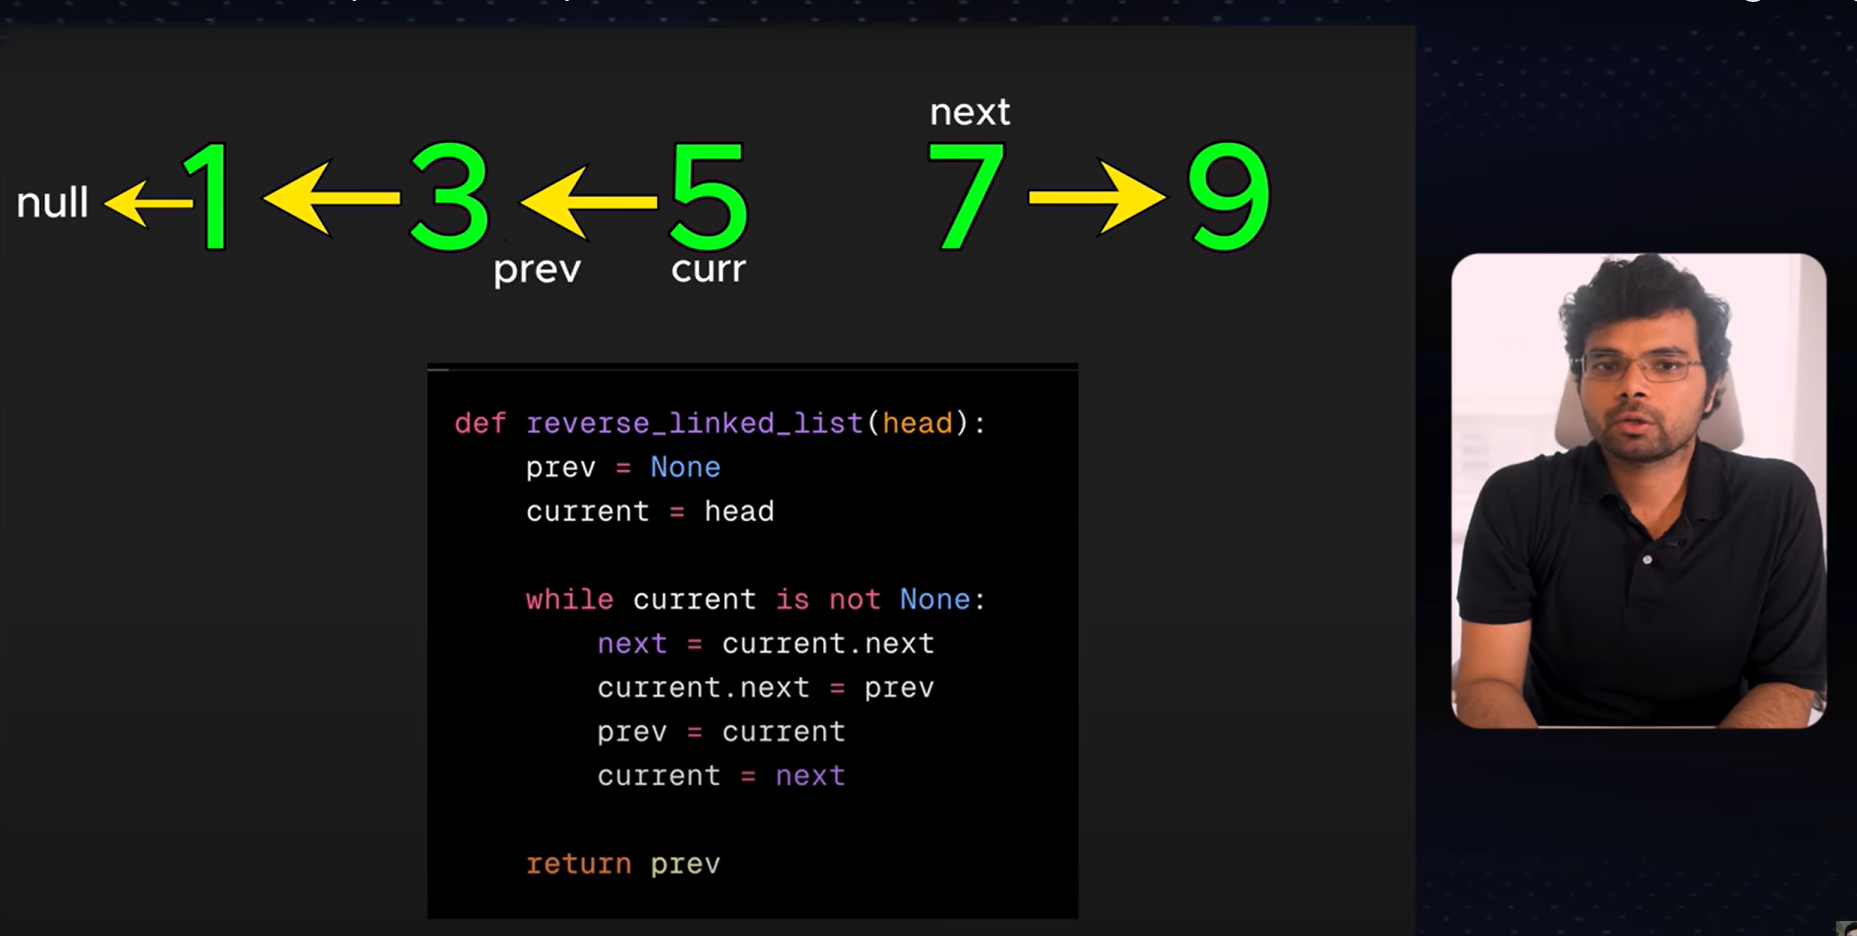 next
null 1 3 5 7 9
prev curr
def reverse_linked_list(head):
prev = None
current = head
while current is not None:
next = current.next
current.next = prev
prev = current
current = next
return prev